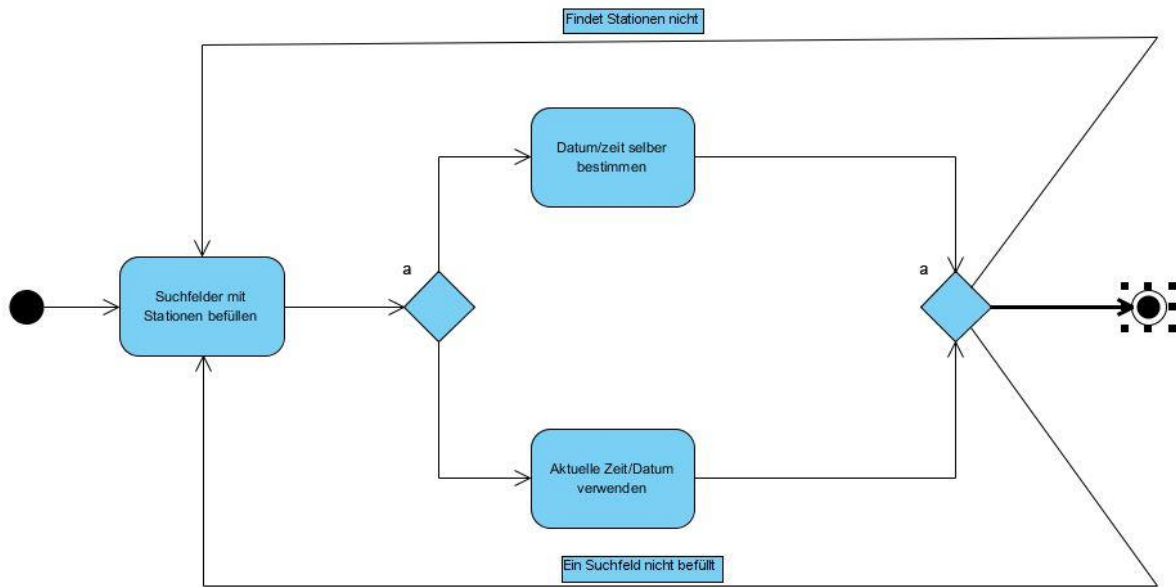 Findet Stationen nicht
Datum/zeit selber
bestimmen
a
a
Suchfelder mit
Stationen befüllen
Aktuelle Zeit/Datum
verwenden
Ein Suchfeld nicht befüllt